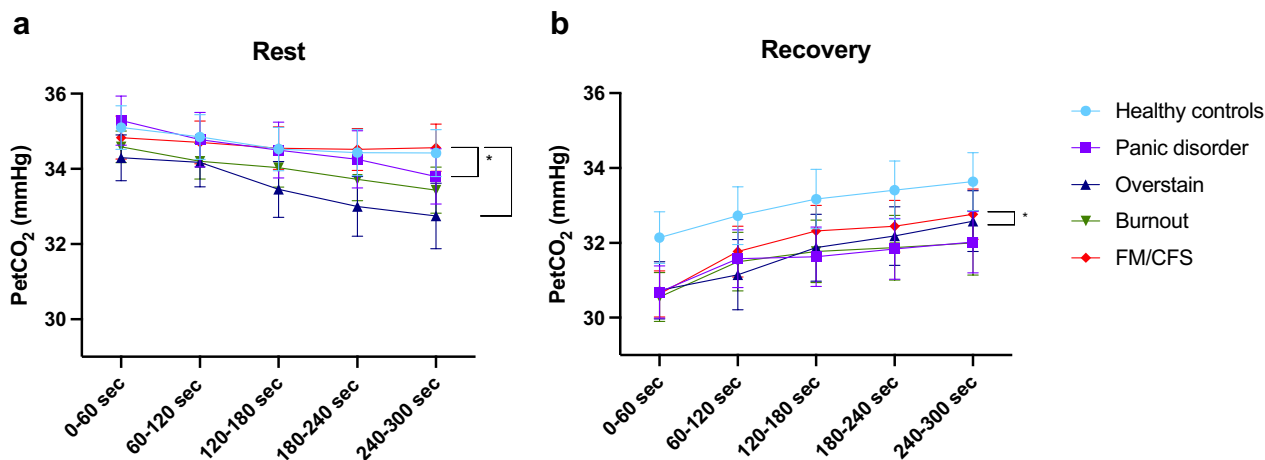 a
Rest
PetCO2 (mmHg)
36
34
32
30
0-60 sec
60-120 sec
120-180 sec
180-240 sec
240-300 sec
*
b
Recovery
PetCO2 (mmHg)
36
34
32
30
0-60 sec
60-120 sec
120-180 sec
180-240 sec
240-300 sec
*
Healthy controls
Panic disorder
Overstain
Burnout
FM/CFS